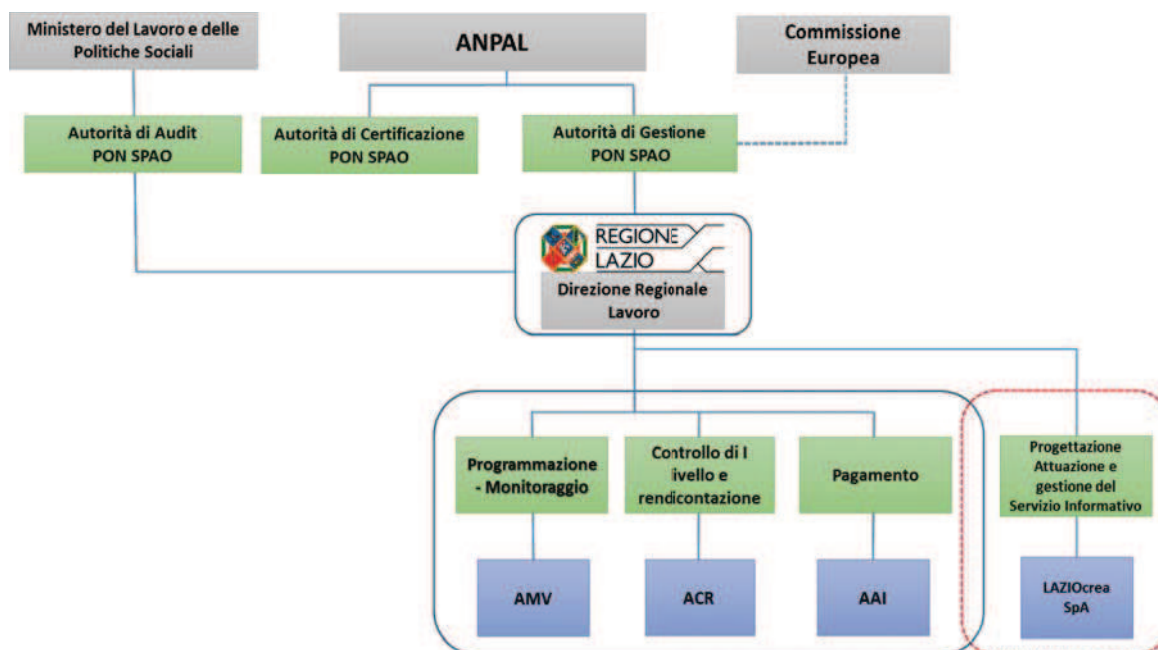 Ministero del Lavoro e delle
Politiche Sociali
ANPAL
Commissione
Europea
Autorità di Audit
PON SPAO
Autorità di Certificazione
PON SPAO
Autorità di Gestione
PON SPAO
REGIONE
LAZIO
Direzione Regionale
Lavoro
Programmazione
- Monitoraggio
Controllo di I
livello e
rendicontazione
Pagamento
Progettazione
Attuazione e
gestione del
Servizio Informativo
AMV
ACR
AAI
LAZIOcrea
SpA